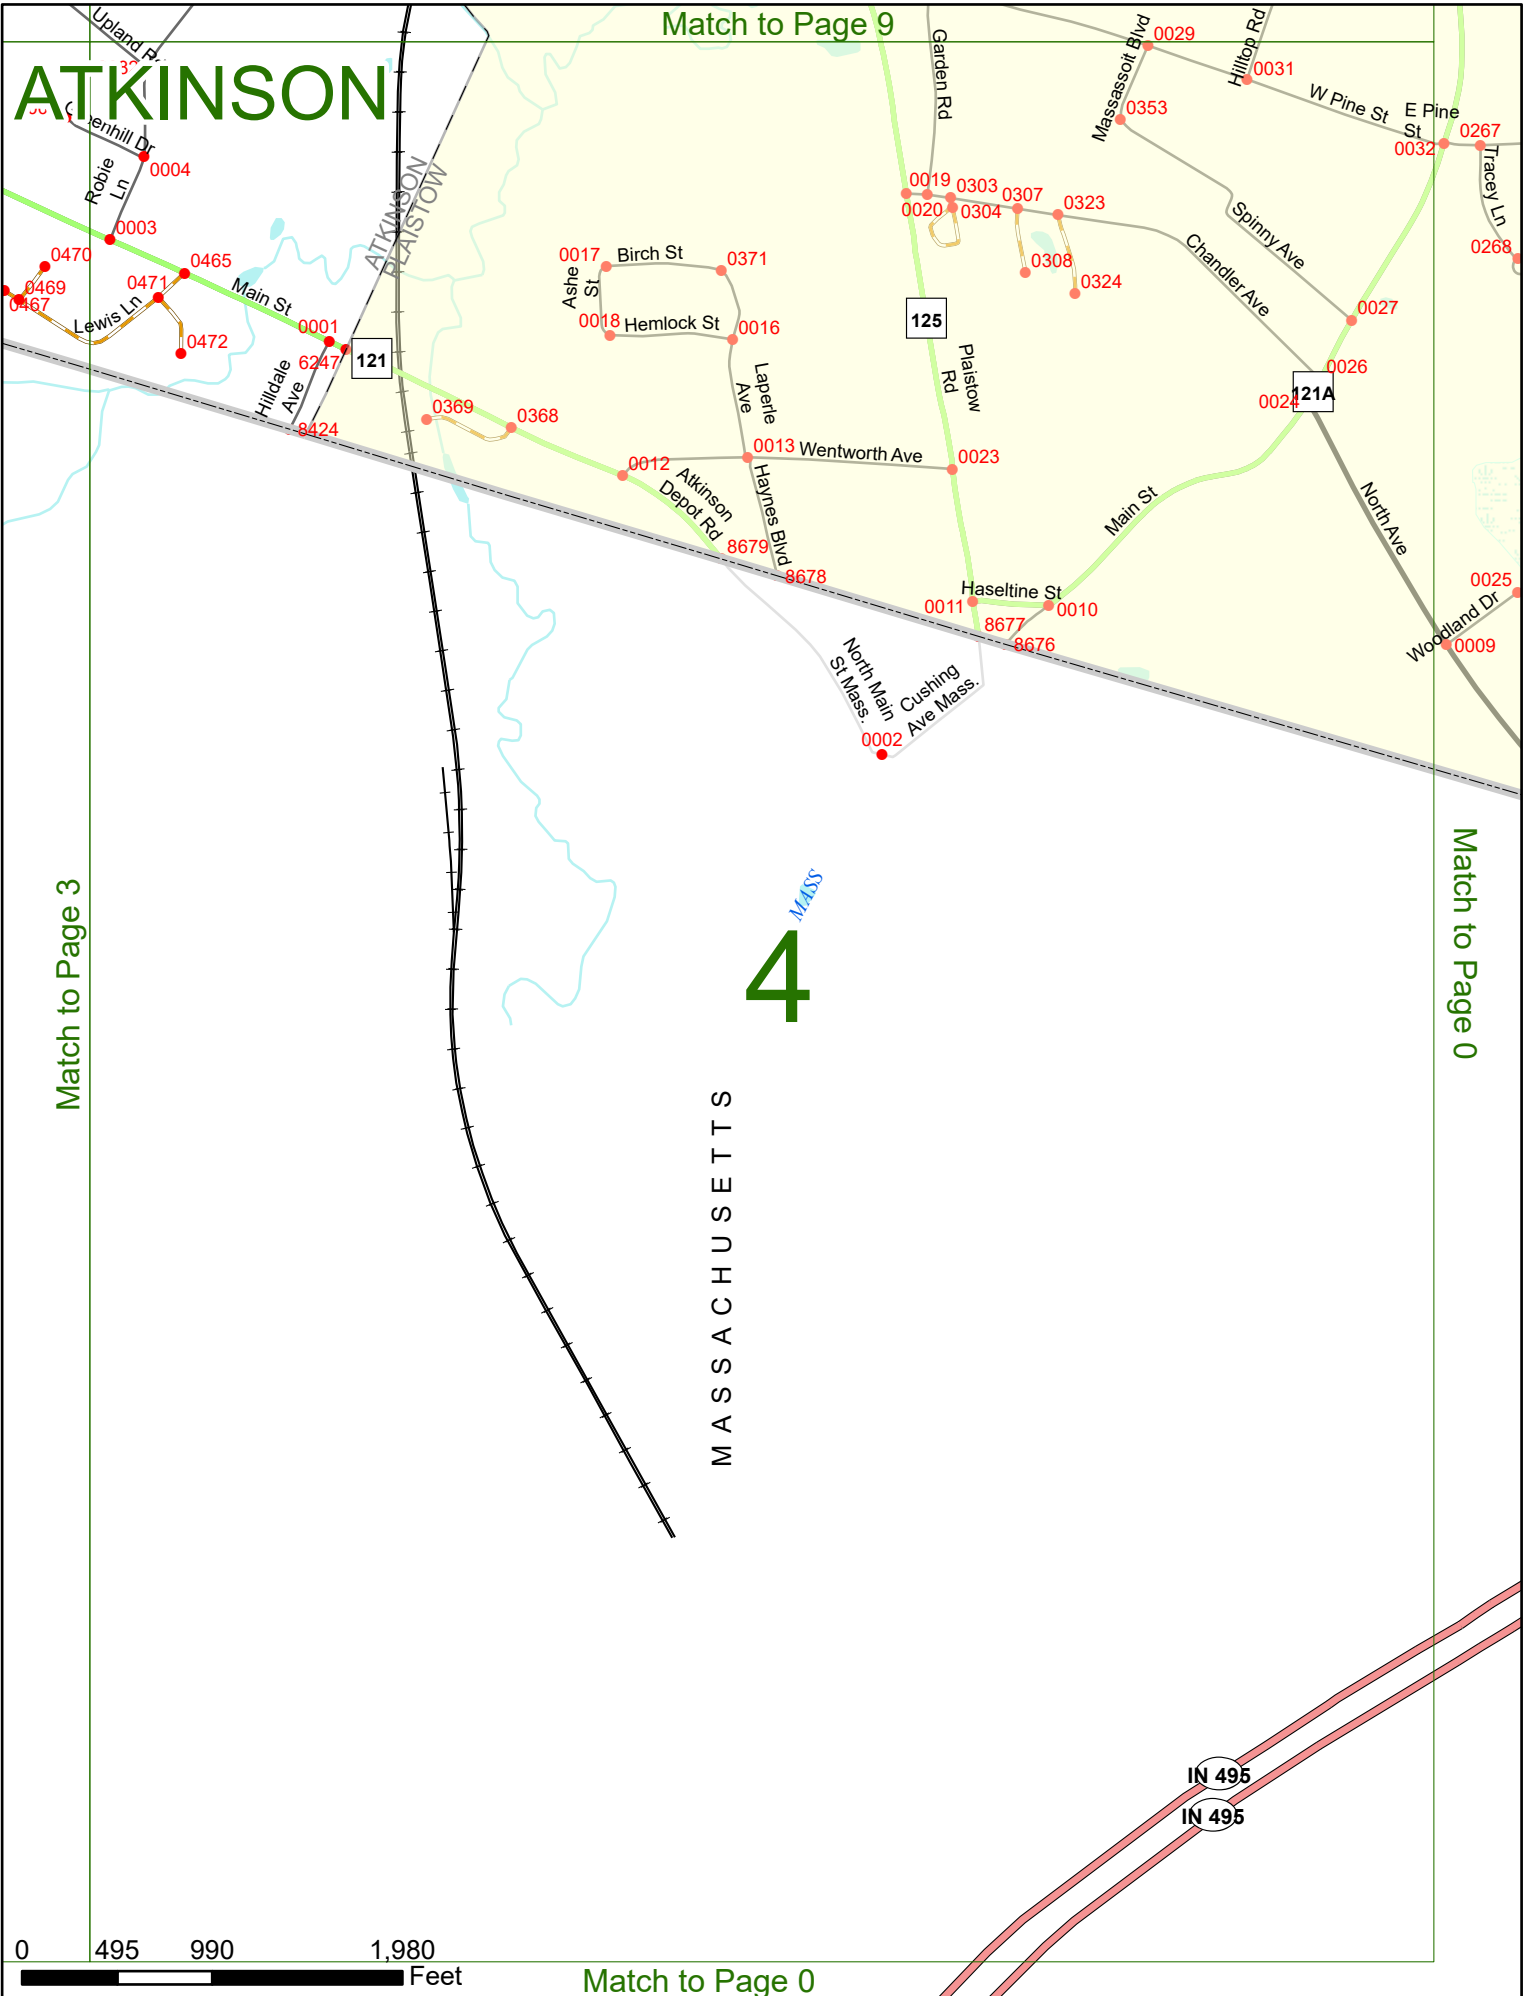 Match to Page 9
ATKINSON
Upland
Greenhill Dr
0004
Robie
Ln
0003
0470
0469
0467
0471
0465
Lewis Ln
0472
Main St
0001
6247
121
Hilldale
Ave
8424
ATKINSON
PLAISTOW
0369
0368
0017
Birch St
0371
Ashe
St
0018
Hemlock St
0016
Laperle
Ave
0012
0013
Wentworth Ave
0023
Atkinson
Depot Rd
Haynes Blvd
8679
8678
Garden Rd
0019
0020
0303
0304
0307
0323
0308
0324
125
Plaistow
Rd
Massassoit Blvd
0029
Hilltop Rd
0031
0353
W Pine St
E Pine
St
0032
0267
Tracey Ln
0268
Spinny Ave
Chandler Ave
0027
0026
121A
0024
Main St
North Ave
0025
Woodland Dr
0009
Haseltine St
0011
0010
8677
8676
North Main
St Mass.
Cushing
Ave Mass.
0002
MASS
4
MASSACHUSETTS
Match to Page 3
Match to Page 0
IN 495
IN 495
0 495 990 1,980
Feet
Match to Page 0